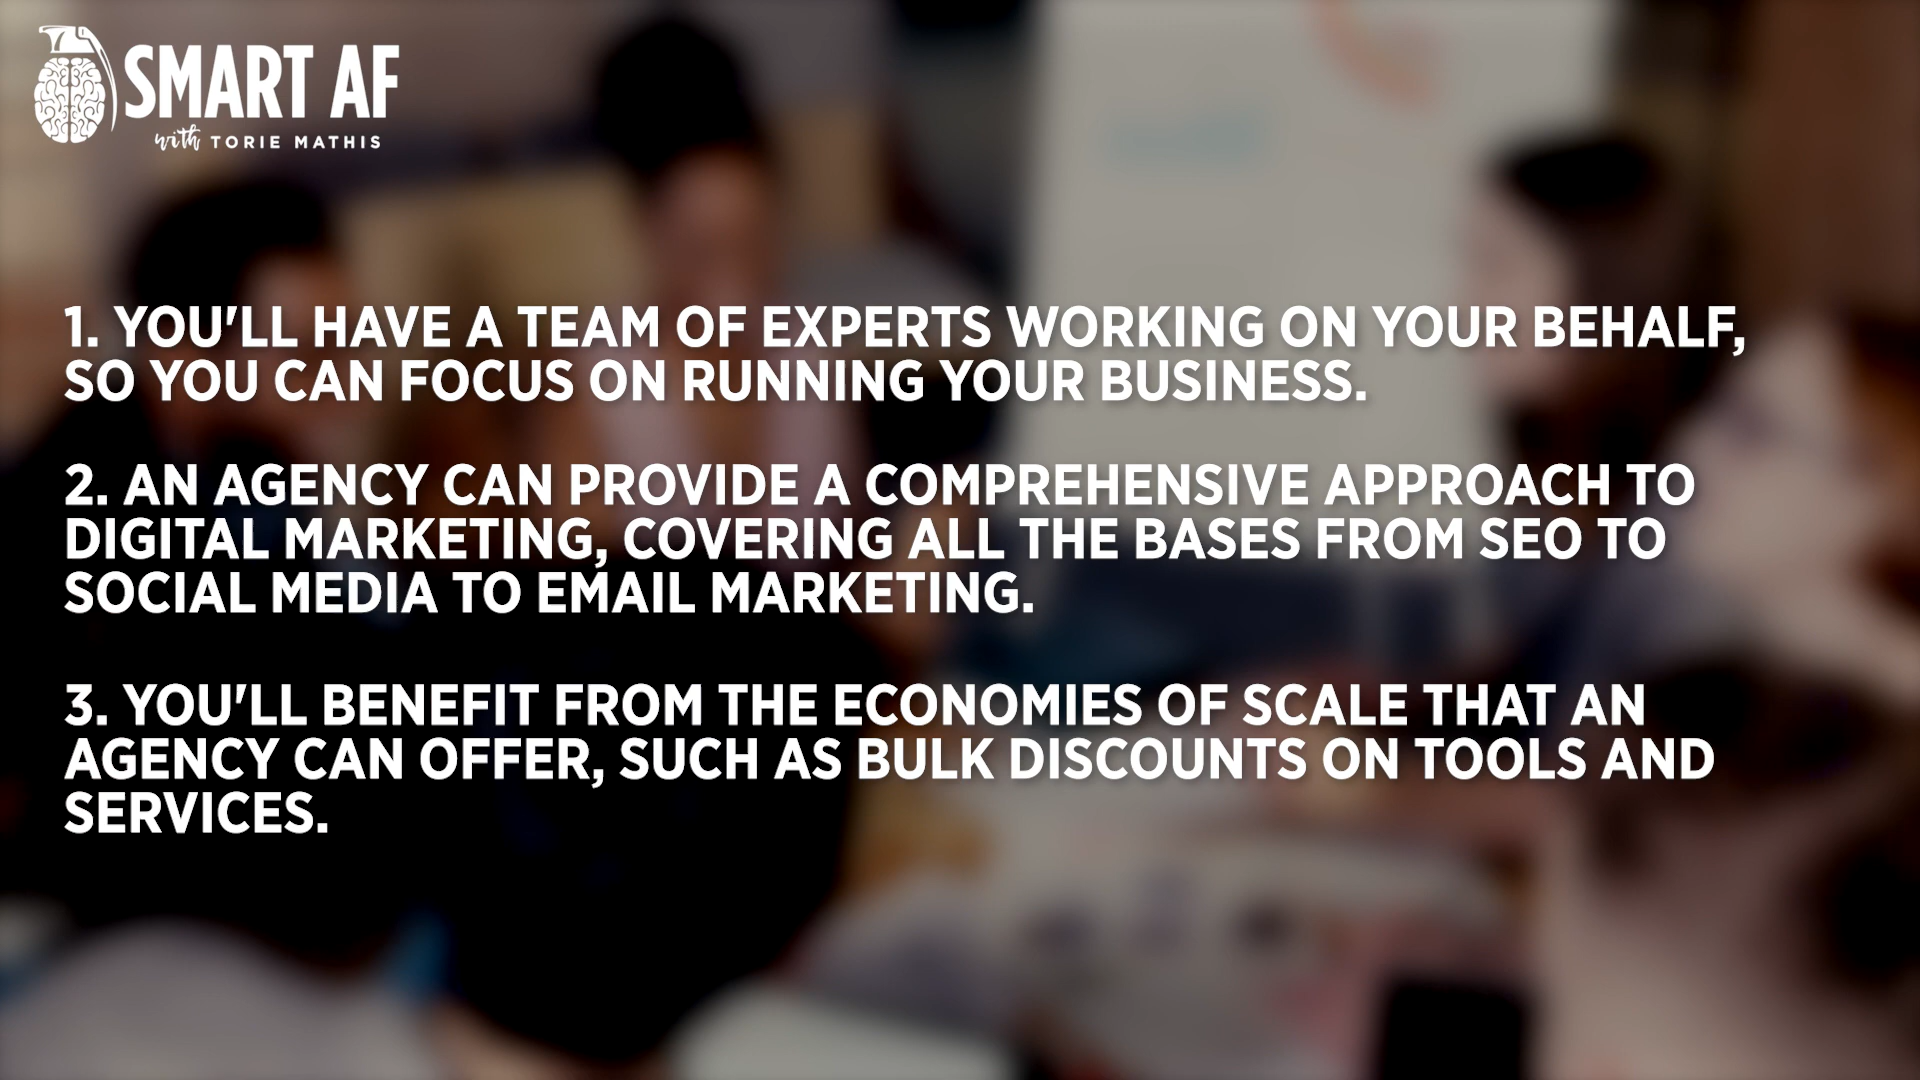 SMART AF
with TORIE MATHIS
1. YOU'LL HAVE A TEAM OF EXPERTS WORKING ON YOUR BEHALF,
SO YOU CAN FOCUS ON RUNNING YOUR BUSINESS.
2. AN AGENCY CAN PROVIDE A COMPREHENSIVE APPROACH TO
DIGITAL MARKETING, COVERING ALL THE BASES FROM SEO TO
SOCIAL MEDIA TO EMAIL MARKETING.
3. YOU'LL BENEFIT FROM THE ECONOMIES OF SCALE THAT AN
AGENCY CAN OFFER, SUCH AS BULK DISCOUNTS ON TOOLS AND
SERVICES.